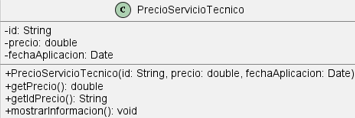 C PrecioServicioTecnico
-id: String
-precio: double
-fechaAplicacion: Date
+PrecioServicioTecnico(id: String, precio: double, fechaAplicacion: Date)
+getPrecio(): double
+getIdPrecio(): String
+mostrarInformacion(): void